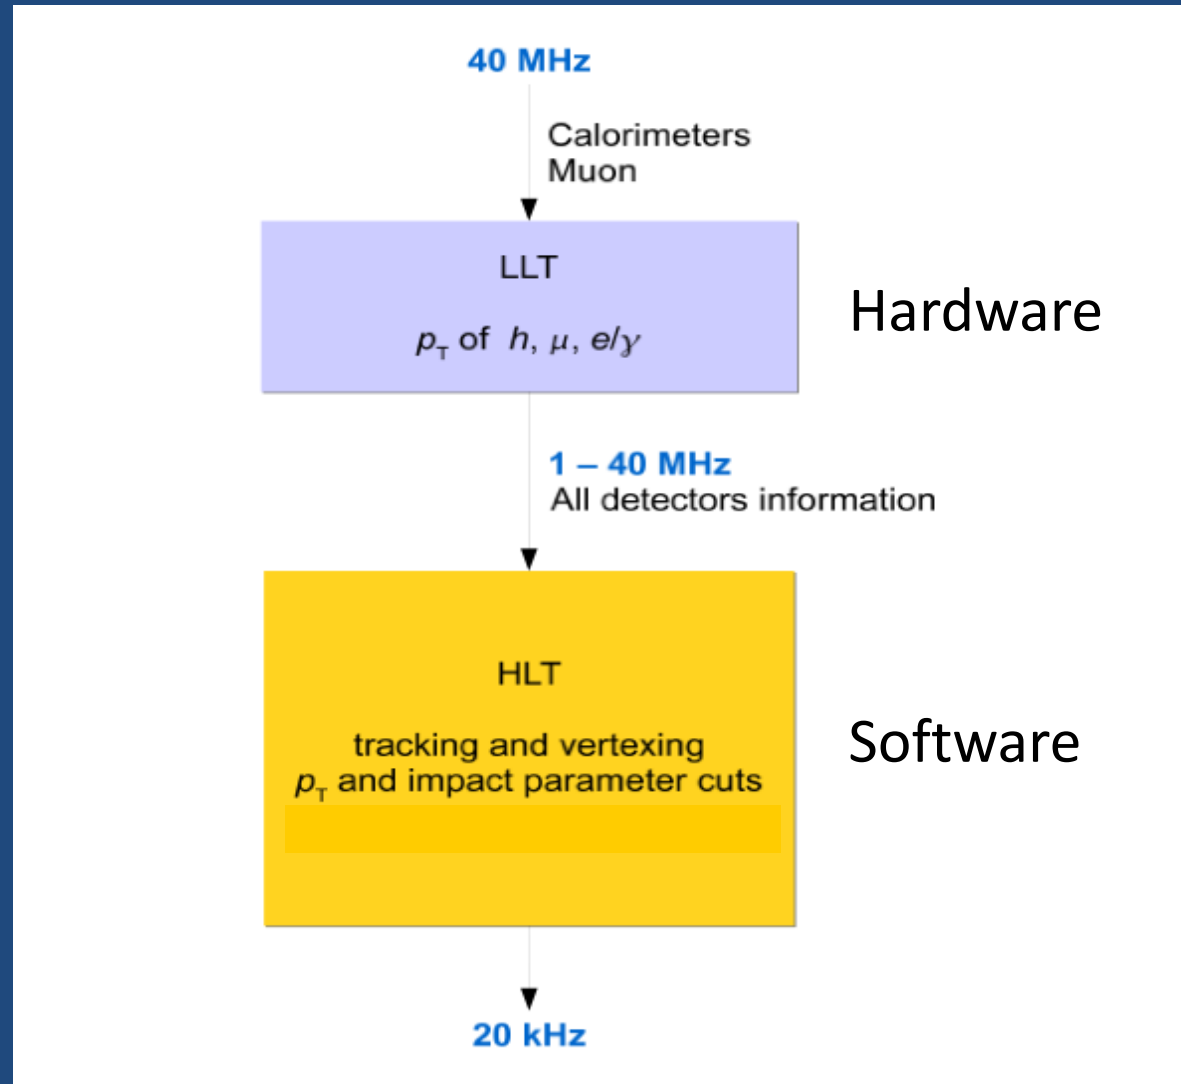 40 MHz
Calorimeters
Muon
LLT
pT of h, μ, e/γ
Hardware
1 – 40 MHz
All detectors information
HLT
tracking and vertexing
pT and impact parameter cuts
Software
20 kHz